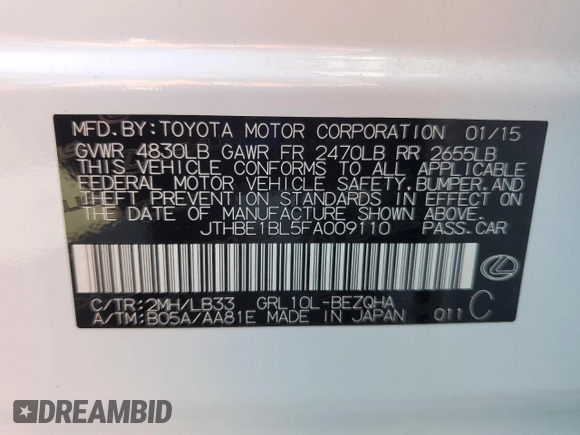 MFD. BY: TOYOTA MOTOR CORPORATION 01/15
GVWR 4830LB GAWR FR 2470LB RR 2655LB
THIS VEHICLE CONFORMS TO ALL APPLICABLE
FEDERAL MOTOR VEHICLE SAFETY, BUMPER, AND
THEFT PREVENTION STANDARDS IN EFFECT ON
THE DATE OF MANUFACTURE SHOWN ABOVE.
JTHBE1BL5FA009110 PASS.CAR
C/TR:2MH/LB33 GRL10L-BEZQHA
A/TM:B05A/AA81E MADE IN JAPAN 011 C
DREAMBID